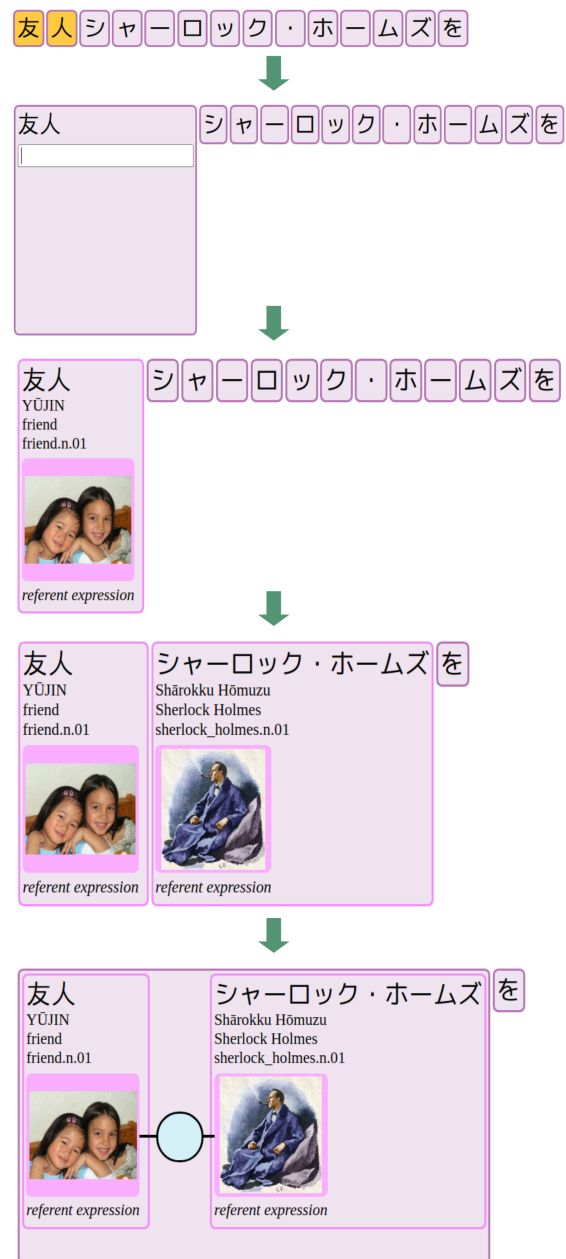 友人シャーロック・ホームズを
友人 シャーロック・ホームズを
友人 シャーロック・ホームズを
YŪJIN
friend
friend.n.01
referent expression
友人 シャーロック・ホームズ を
YŪJIN Shārokku Hōmuzu
friend Sherlock Holmes
friend.n.01 sherlock_holmes.n.01
referent expression referent expression
友人 シャーロック・ホームズ を
YŪJIN Shārokku Hōmuzu
friend Sherlock Holmes
friend.n.01 sherlock_holmes.n.01
referent expression referent expression